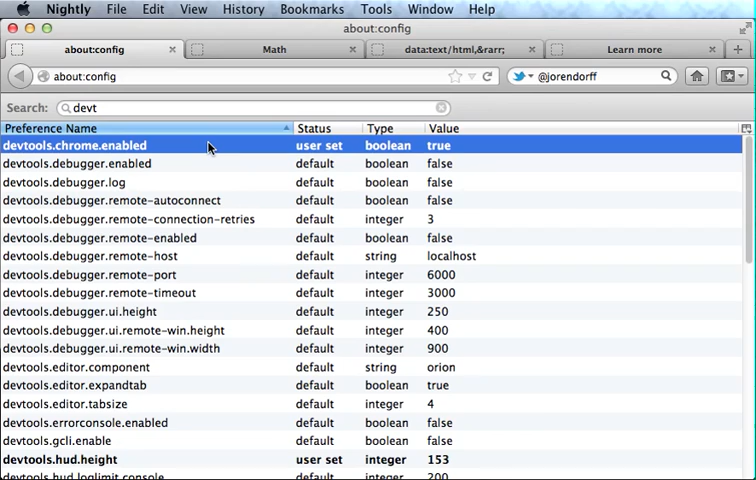 Nightly File Edit View History Bookmarks Tools Window Help
about:config
about:config Math data:text/html,&rarr; Learn more
about:config @jorendorff
Search: devt
Preference Name Status Type Value
devtools.chrome.enabled user set boolean true
devtools.debugger.enabled default boolean false
devtools.debugger.log default boolean false
devtools.debugger.remote-autoconnect default boolean false
devtools.debugger.remote-connection-retries default integer 3
devtools.debugger.remote-enabled default boolean false
devtools.debugger.remote-host default string localhost
devtools.debugger.remote-port default integer 6000
devtools.debugger.remote-timeout default integer 3000
devtools.debugger.ui.height default integer 250
devtools.debugger.ui.remote-win.height default integer 400
devtools.debugger.ui.remote-win.width default integer 900
devtools.editor.component default string orion
devtools.editor.expandtab default boolean true
devtools.editor.tabsize default integer 4
devtools.errorconsole.enabled default boolean false
devtools.gcli.enable default boolean false
devtools.hud.height user set integer 153
devtools.hud.loglimit.console default integer 200